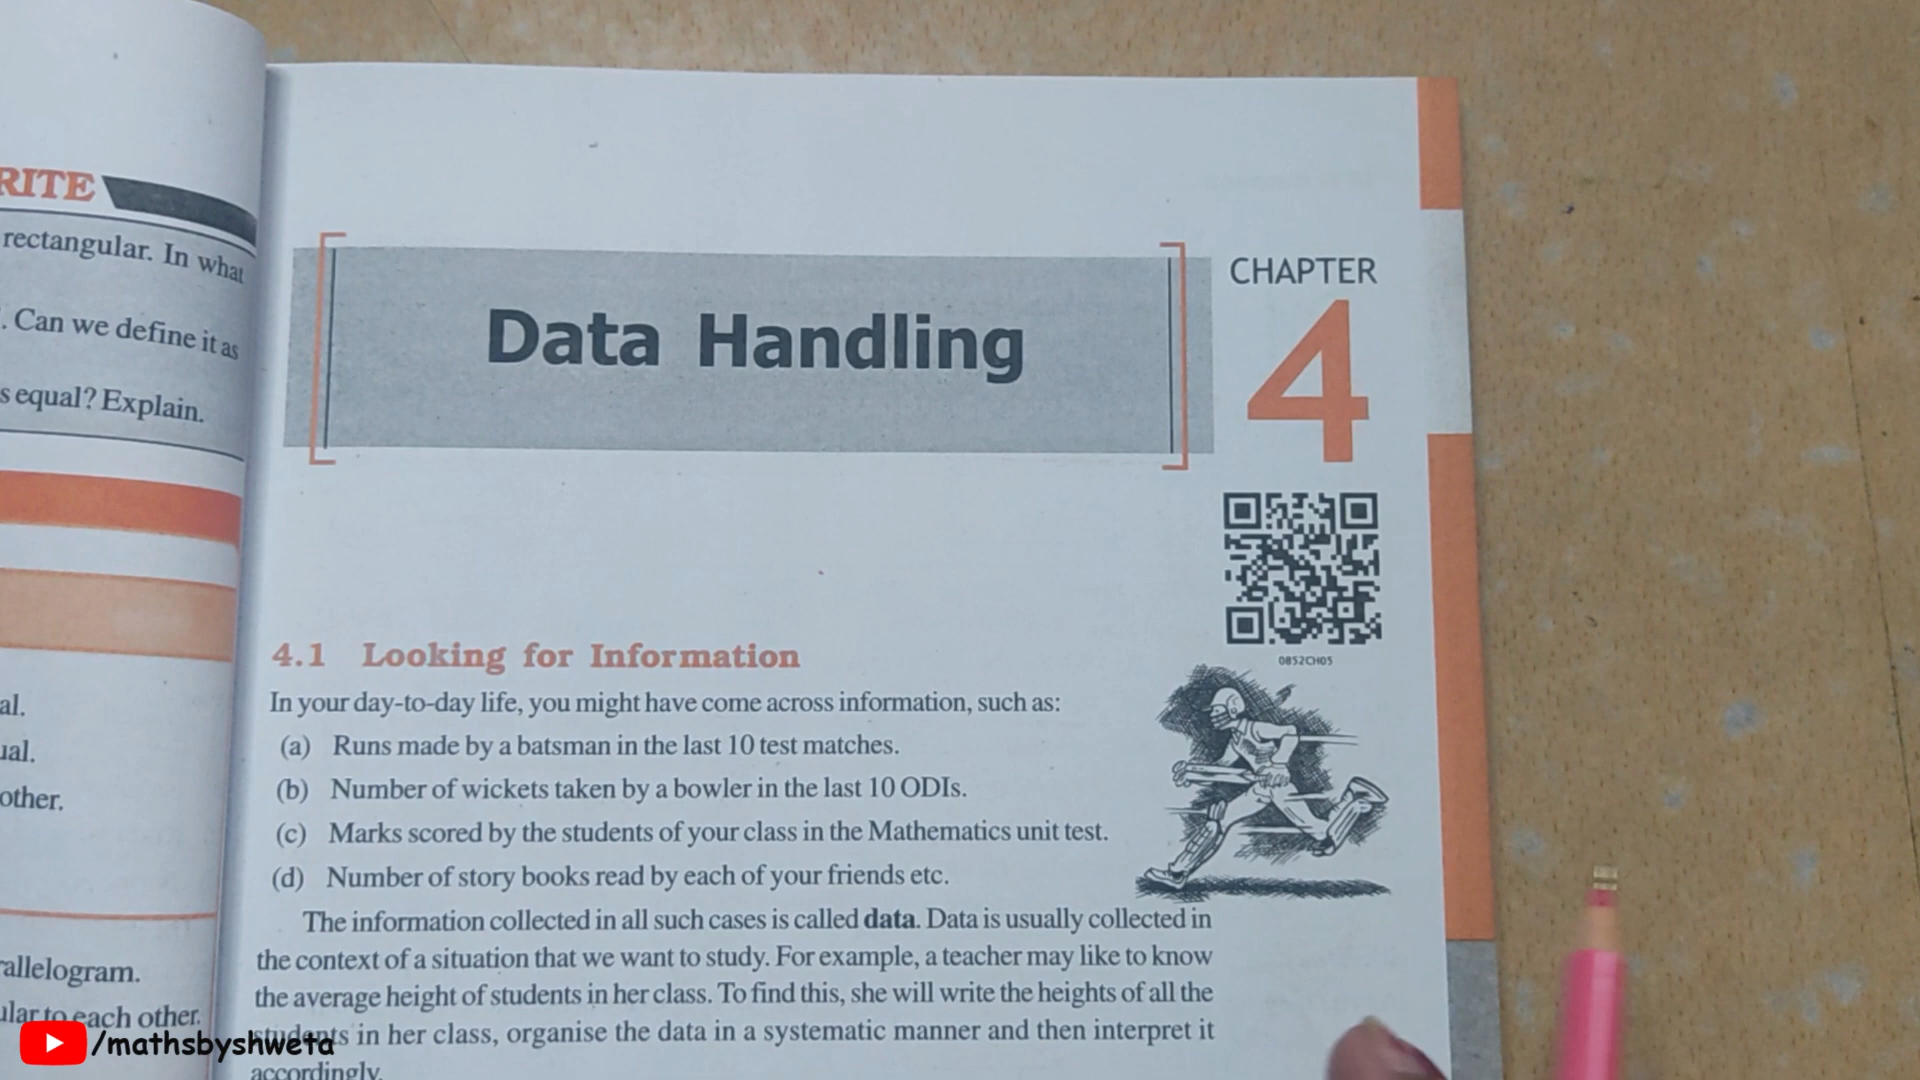 RITE
rectangular. In what
. Can we define it as
s equal? Explain.
al.
ual.
other.
allelogram.
ular to each other.
CHAPTER
4
Data Handling
0852CH05
4.1 Looking for Information
In your day-to-day life, you might have come across information, such as:
(a) Runs made by a batsman in the last 10 test matches.
(b) Number of wickets taken by a bowler in the last 10 ODIs.
(c) Marks scored by the students of your class in the Mathematics unit test.
(d) Number of story books read by each of your friends etc.
The information collected in all such cases is called data. Data is usually collected in
the context of a situation that we want to study. For example, a teacher may like to know
the average height of students in her class. To find this, she will write the heights of all the
students in her class, organise the data in a systematic manner and then interpret it
accordingly.
/mathsbyshweta